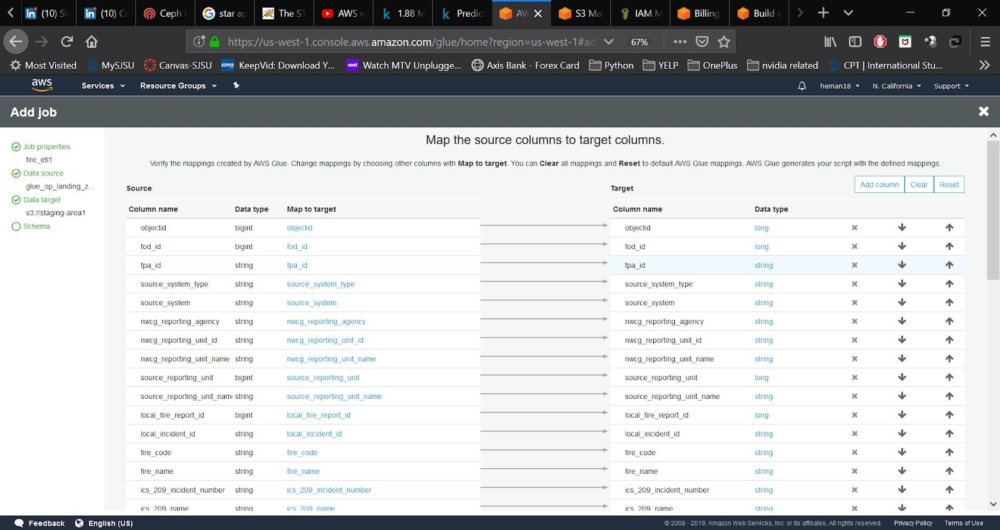 (10) St
(10) Co
Ceph
star ap
The ST
AWS re
1.88 M
Predic
AW
S3 Ma
IAM M
Billing
Build a
https://us-west-1.console.aws.amazon.com/glue/home?region=us-west-1#ad
67%
Most Visited
MySJSU
Canvas-SJSU
KeepVid: Download Y...
Watch MTV Unplugge...
Axis Bank - Forex Card
Python
YELP
OnePlus
nvidia related
CPT | International Stu...
aws
Services
Resource Groups
heman18
N. California
Support
Add job
Job properties
fire_etl1
Data source
glue_op_landing_z...
Data target
s3://staging-area1
Schema
Map the source columns to target columns.
Verify the mappings created by AWS Glue. Change mappings by choosing other columns with Map to target. You can Clear all mappings and Reset to default AWS Glue mappings. AWS Glue generates your script with the defined mappings.
Source
Target
Add column Clear Reset
Column name Data type Map to target Column name Data type
objectid bigint objectid objectid long
fod_id bigint fod_id fod_id long
fpa_id string fpa_id fpa_id string
source_system_type string source_system_type source_system_type string
source_system string source_system source_system string
nwcg_reporting_agency string nwcg_reporting_agency nwcg_reporting_agency string
nwcg_reporting_unit_id string nwcg_reporting_unit_id nwcg_reporting_unit_id string
nwcg_reporting_unit_name string nwcg_reporting_unit_name nwcg_reporting_unit_name string
source_reporting_unit bigint source_reporting_unit source_reporting_unit long
source_reporting_unit_nam string source_reporting_unit_name source_reporting_unit_name string
local_fire_report_id bigint local_fire_report_id local_fire_report_id long
local_incident_id string local_incident_id local_incident_id string
fire_code string fire_code fire_code string
fire_name string fire_name fire_name string
ics_209_incident_number string ics_209_incident_number ics_209_incident_number string
ics_209_name string ics_209_name ics_209_name string
Feedback English (US)
© 2008 - 2019, Amazon Web Services, Inc. or its affiliates. All rights reserved. Privacy Policy Terms of Use